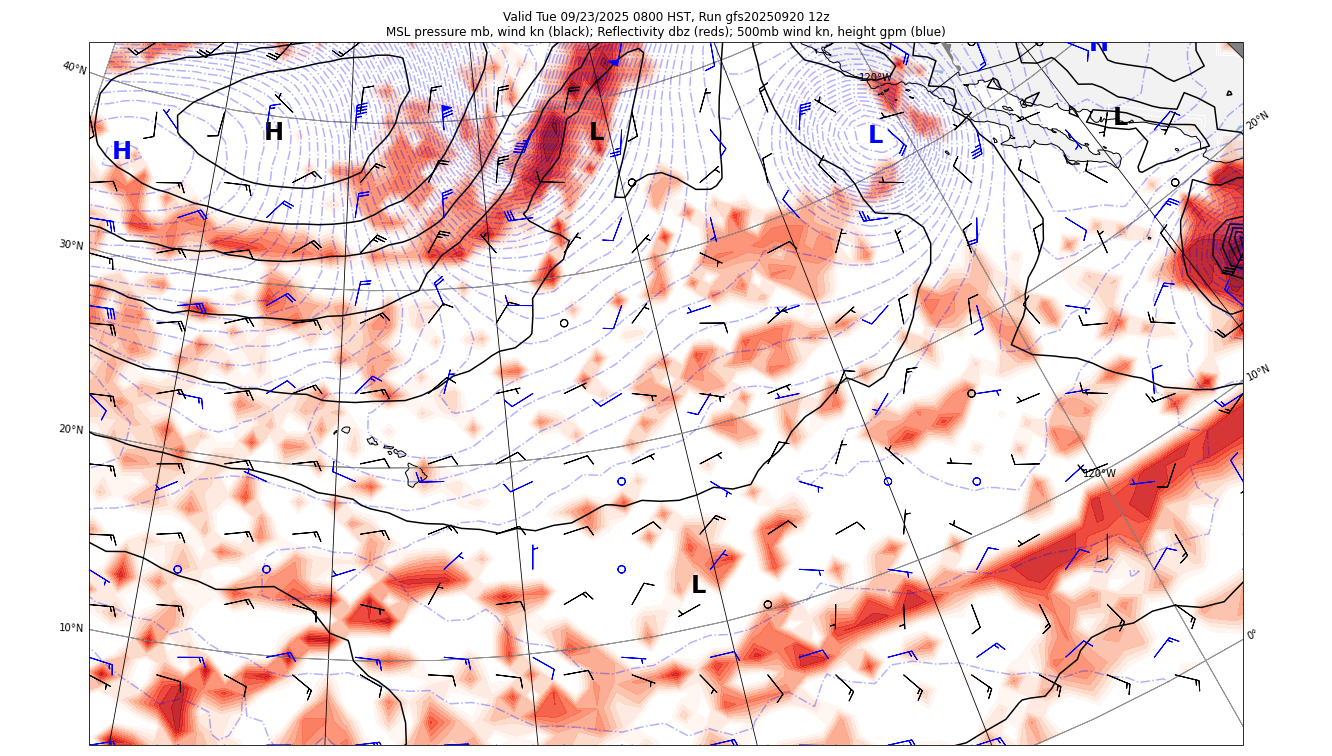 Valid Tue 09/23/2025 0800 HST, Run gfs20250920 12z
MSL pressure mb, wind kn (black); Reflectivity dbz (reds); 500mb wind kn, height gpm (blue)
H
40°N
120°W
L
20°N
H
H
L
L
30°N
10°N
20°N
120°W
L
10°N
0°